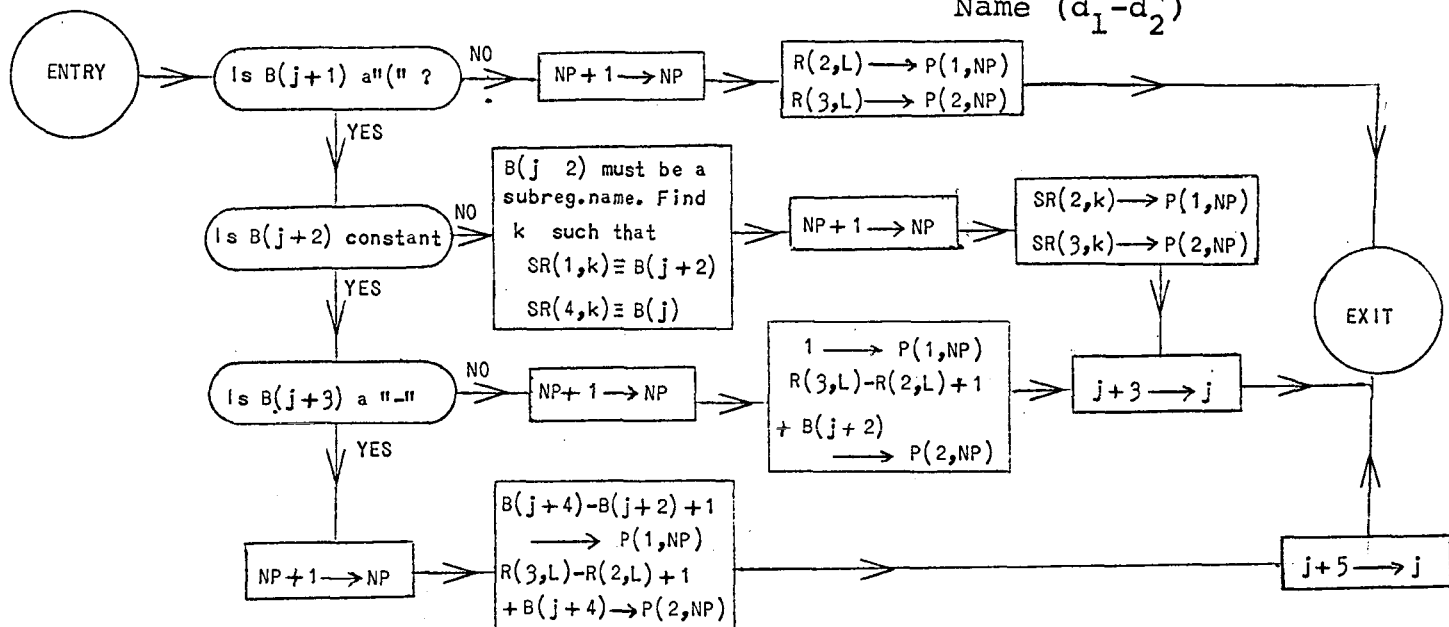 Name (d1-d2)
ENTRY
Is B(j+1) a"(" ?
NO
NP+1→NP
R(2,L)→P(1,NP)
R(3,L)→P(2,NP)
YES
Is B(j+2) constant
NO
B(j 2) must be a
subreg.name. Find
k such that
SR(1,k)≡B(j+2)
SR(4,k)≡B(j)
NP+1→NP
SR(2,k)→P(1,NP)
SR(3,k)→P(2,NP)
EXIT
YES
Is B(j+3) a "-"
NO
NP+1→NP
1→P(1,NP)
R(3,L)-R(2,L)+1
+ B(j+2)
→P(2,NP)
j+3→j
YES
NP+1→NP
B(j+4)-B(j+2)+1
→P(1,NP)
R(3,L)-R(2,L)+1
+B(j+4)→P(2,NP)
j+5→j